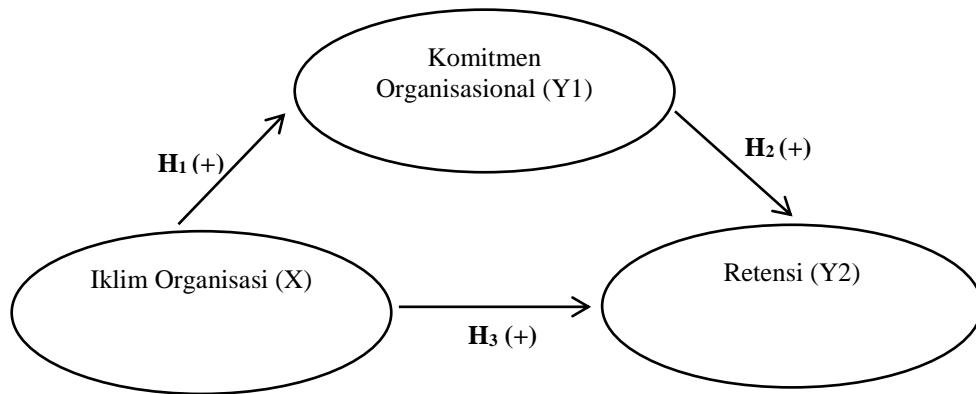 Komitmen
Organisasional (Y1)
H1 (+)
H2 (+)
Iklim Organisasi (X)
Retensi (Y2)
H3 (+)